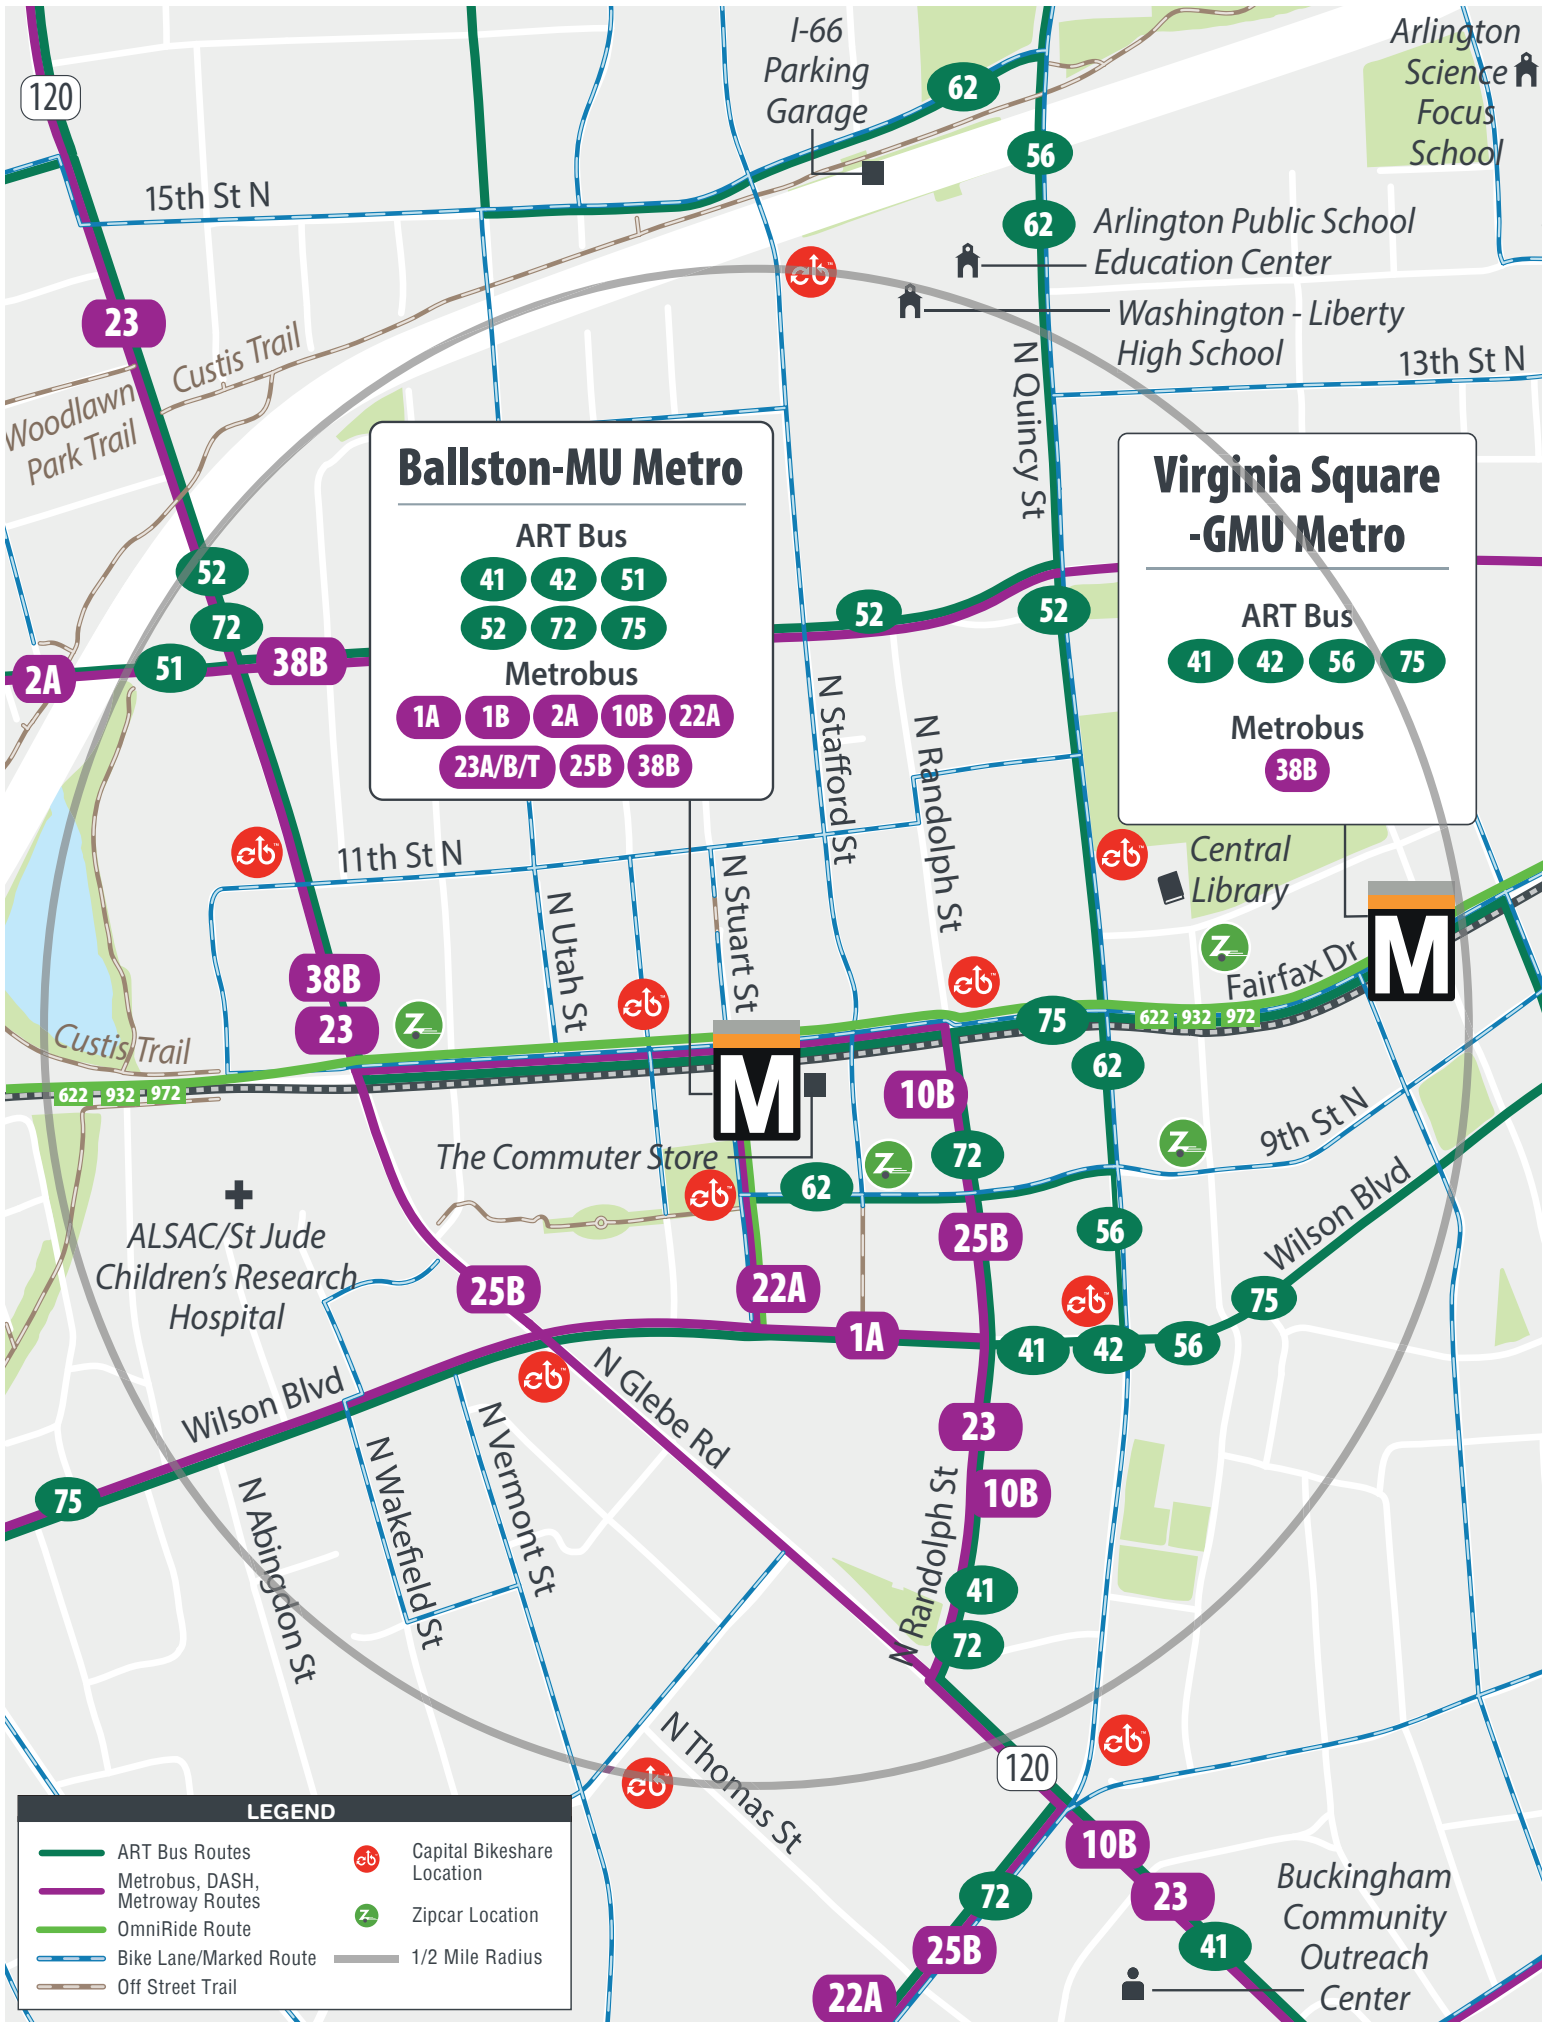 I-66
Parking
Garage
Arlington
Science
Focus
School
120
62
56
15th St N
62
Arlington Public School
Education Center
23
Washington - Liberty
High School
Custis Trail
Woodlawn
Park Trail
N Quincy St
13th St N
Ballston-MU Metro
ART Bus
41 42 51
52 72 75
Metrobus
1A 1B 2A 10B 22A
23A/B/T 25B 38B
Virginia Square
-GMU Metro
ART Bus
41 42 56 75
Metrobus
38B
52
72
52
52
2A
51
38B
N Stafford St
N Randolph St
11th St N
Central
Library
N Utah St
N Stuart St
38B
23
Fairfax Dr
75
622 932 972
Custis Trail
622 932 972
62
10B
The Commuter Store
72
9th St N
62
ALSAC/St Jude
Children's Research
Hospital
25B
56
Wilson Blvd
25B
22A
75
1A
41
42
56
Wilson Blvd
N Glebe Rd
N Vermont St
N Wakefield St
N Abingdon St
75
23
10B
N Randolph St
41
72
N Thomas St
120
10B
23
41
72
25B
22A
Buckingham
Community
Outreach
Center
LEGEND
ART Bus Routes
Metrobus, DASH,
Metroway Routes
OmniRide Route
Bike Lane/Marked Route
Off Street Trail
Capital Bikeshare
Location
Zipcar Location
1/2 Mile Radius